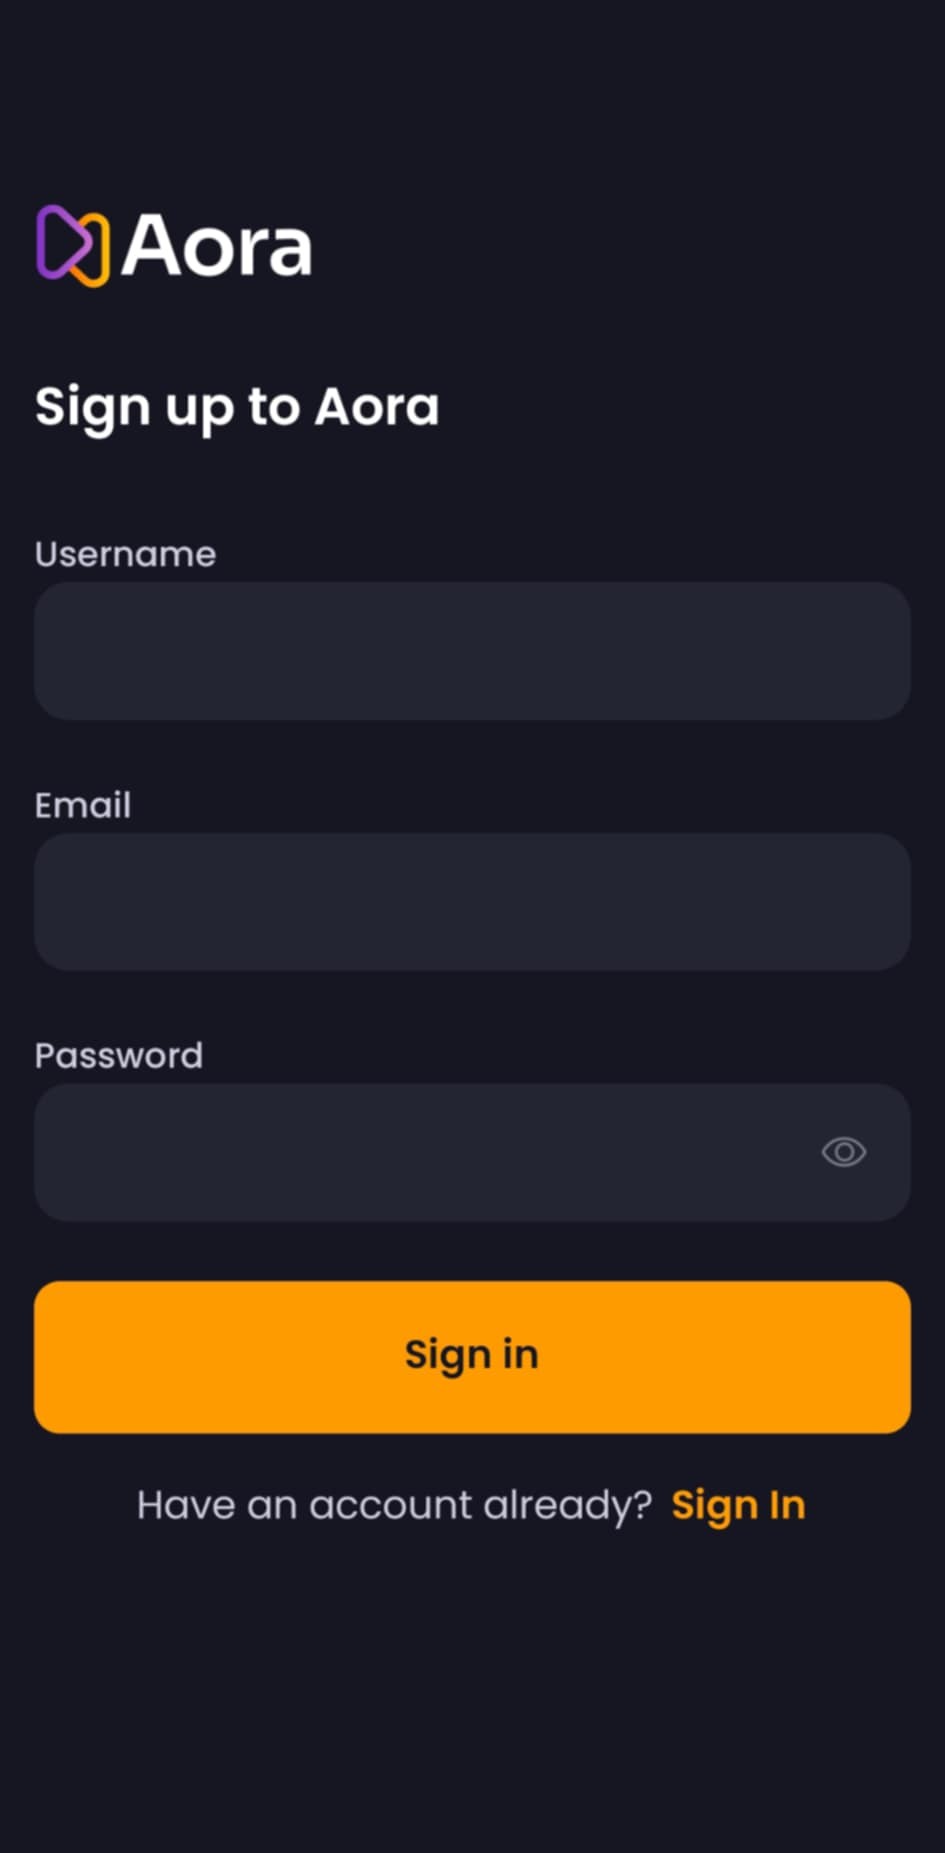 Aora
Sign up to Aora
Username
Email
Password
Sign in
Have an account already? Sign In